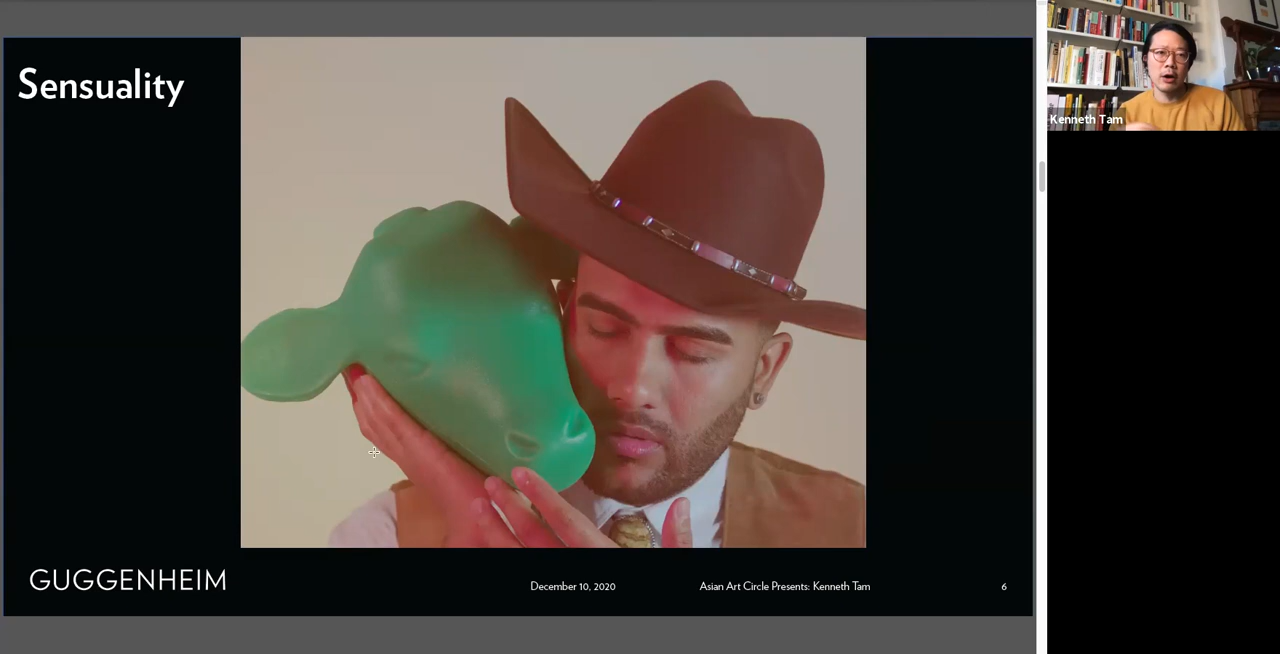 Sensuality
Kenneth Tam
GUGGENHEIM
December 10, 2020
Asian Art Circle Presents: Kenneth Tam
6